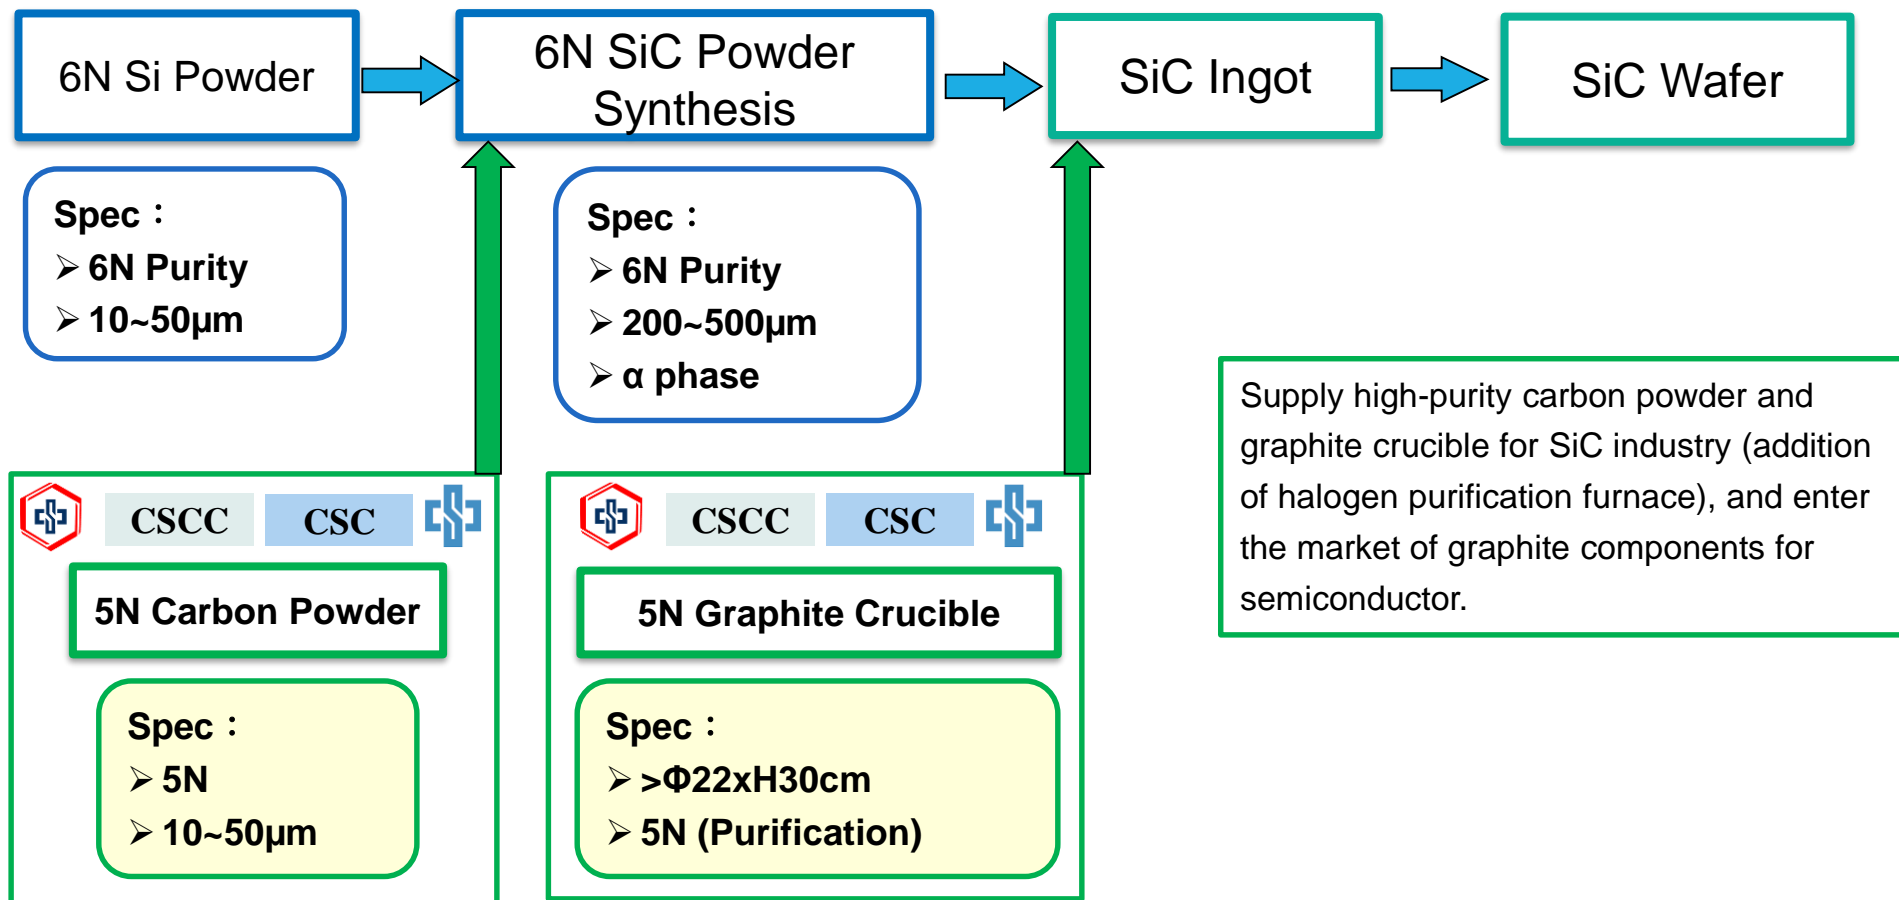 6N Si Powder
6N SiC Powder
Synthesis
SiC Ingot
SiC Wafer
Spec：
➢ 6N Purity
➢ 10~50μm
Spec：
➢ 6N Purity
➢ 200~500μm
➢ α phase
CSCC
CSC
5N Carbon Powder
Spec：
➢ 5N
➢ 10~50μm
CSCC
CSC
5N Graphite Crucible
Spec：
➢ >Φ22xH30cm
➢ 5N (Purification)
Supply high-purity carbon powder and
graphite crucible for SiC industry (addition
of halogen purification furnace), and enter
the market of graphite components for
semiconductor.